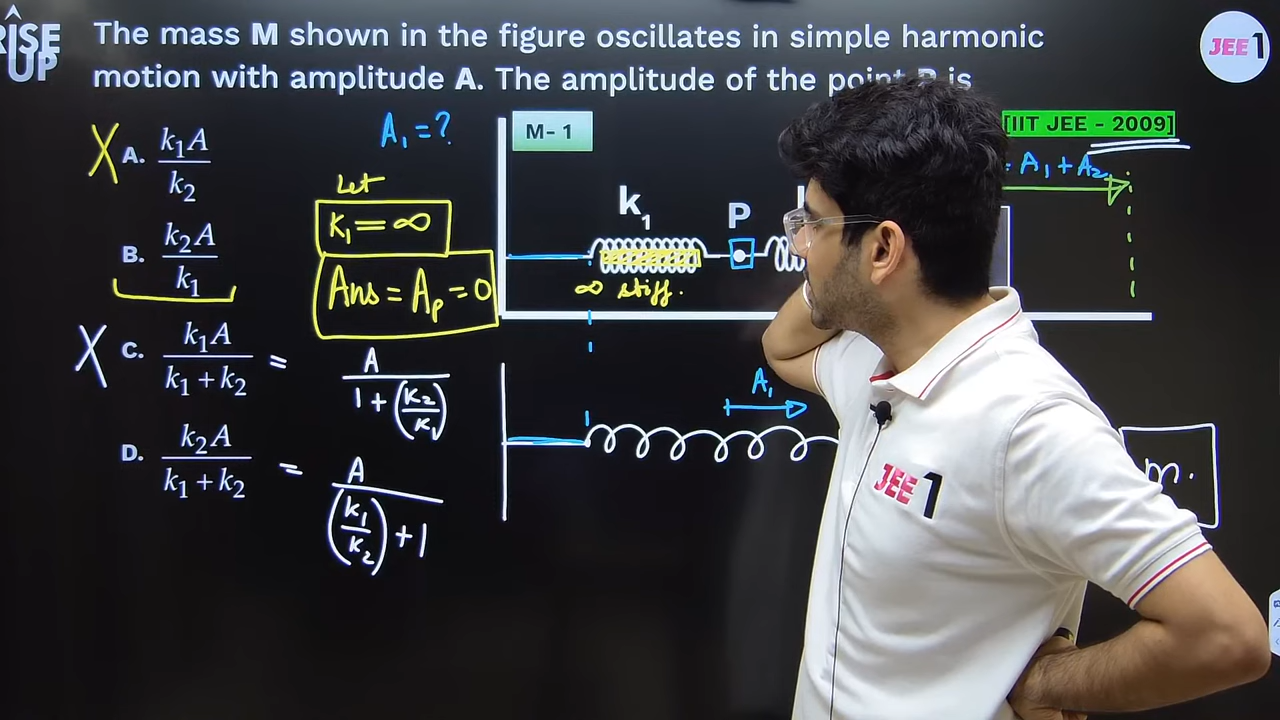 RISE
UP
The mass M shown in the figure oscillates in simple harmonic
motion with amplitude A. The amplitude of the point P is
JEE 1
A₁ = ?
M- 1
[IIT JEE - 2009]
= A₁ + A₂
A. k₁A / k₂
Let
K₁ = ∞
k₁
P
B. k₂A / k₁
Ans = Aₚ = 0
∞ stiff.
C. k₁A / k₁ + k₂ = A / 1 + (K₂ / K₁)
A₁
D. k₂A / k₁ + k₂ = A / (K₁ / K₂) + 1
m.
JEE 1